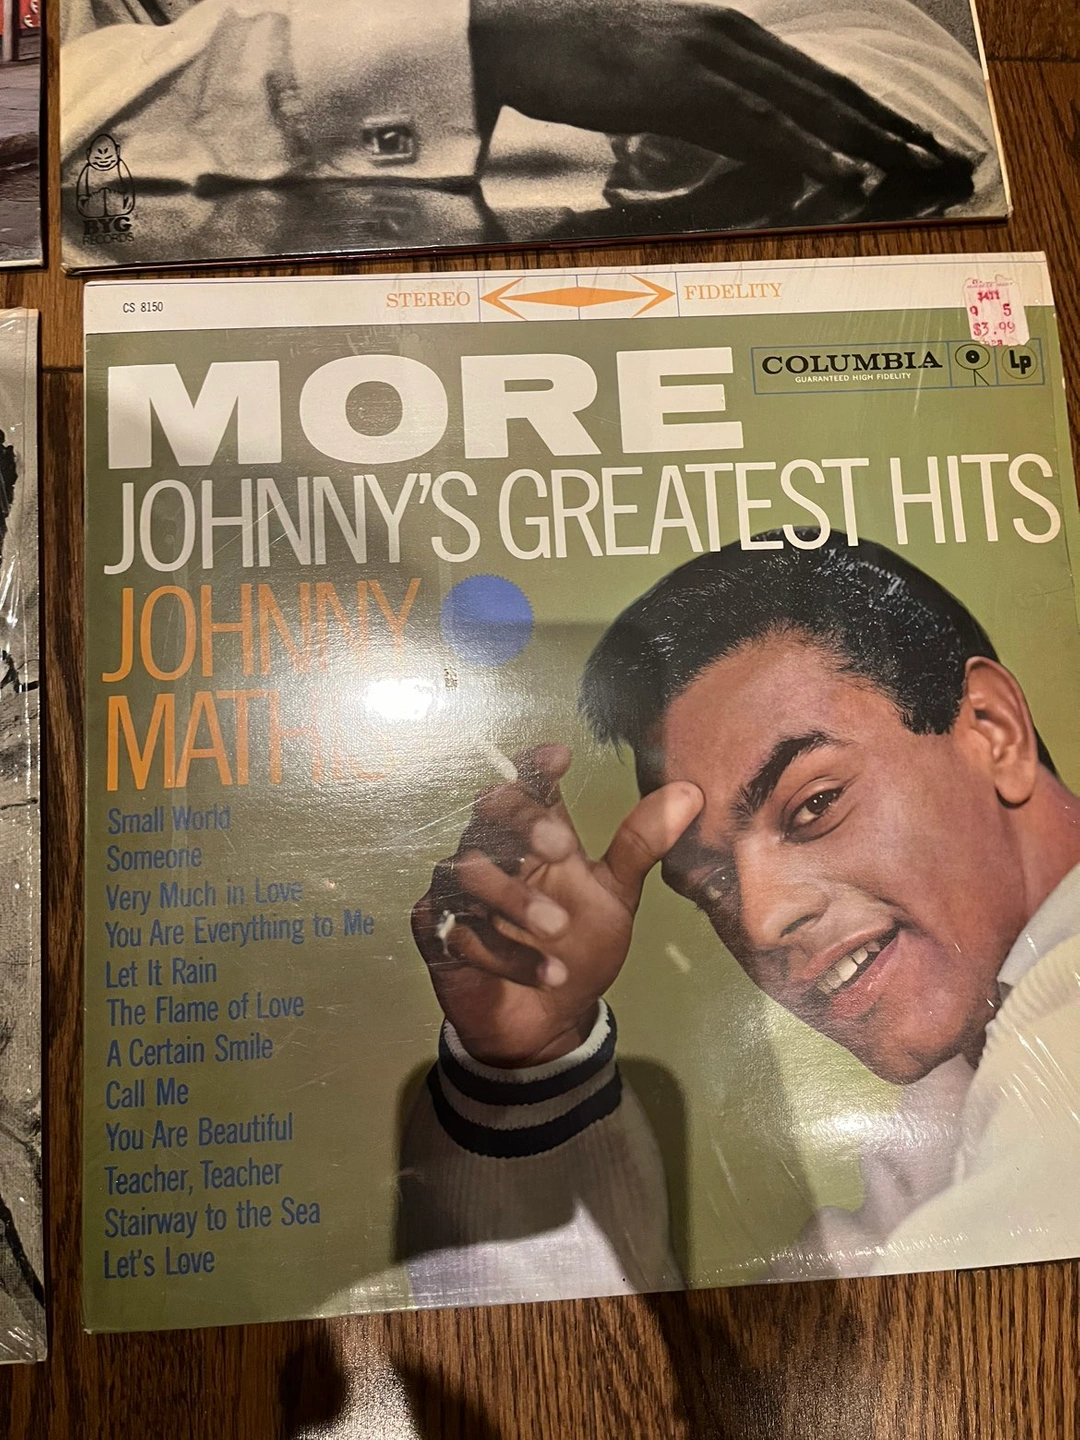 BYG
RECORDS
CS 8150
STEREO
FIDELITY
9 5
$3.99
COLUMBIA
GUARANTEED HIGH FIDELITY
Lp
MORE
JOHNNY'S GREATEST HITS
JOHNNY
MATHIS
Small World
Someone
Very Much in Love
You Are Everything to Me
Let It Rain
The Flame of Love
A Certain Smile
Call Me
You Are Beautiful
Teacher, Teacher
Stairway to the Sea
Let's Love